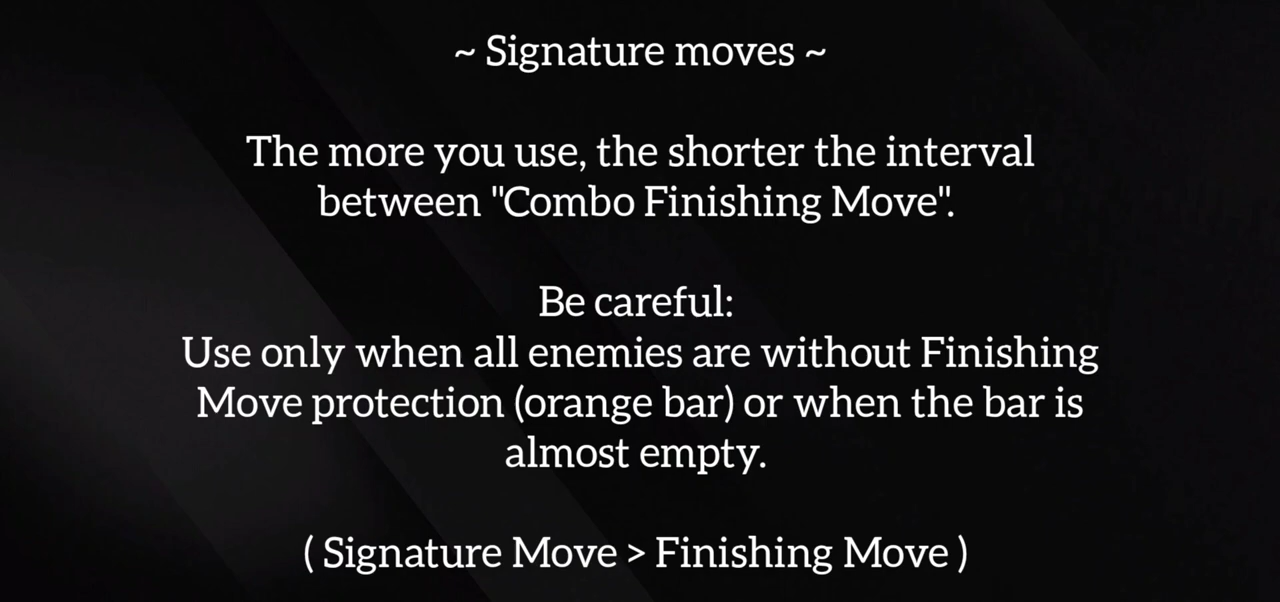 ~ Signature moves ~
The more you use, the shorter the interval
between "Combo Finishing Move".
Be careful:
Use only when all enemies are without Finishing
Move protection (orange bar) or when the bar is
almost empty.
( Signature Move > Finishing Move )